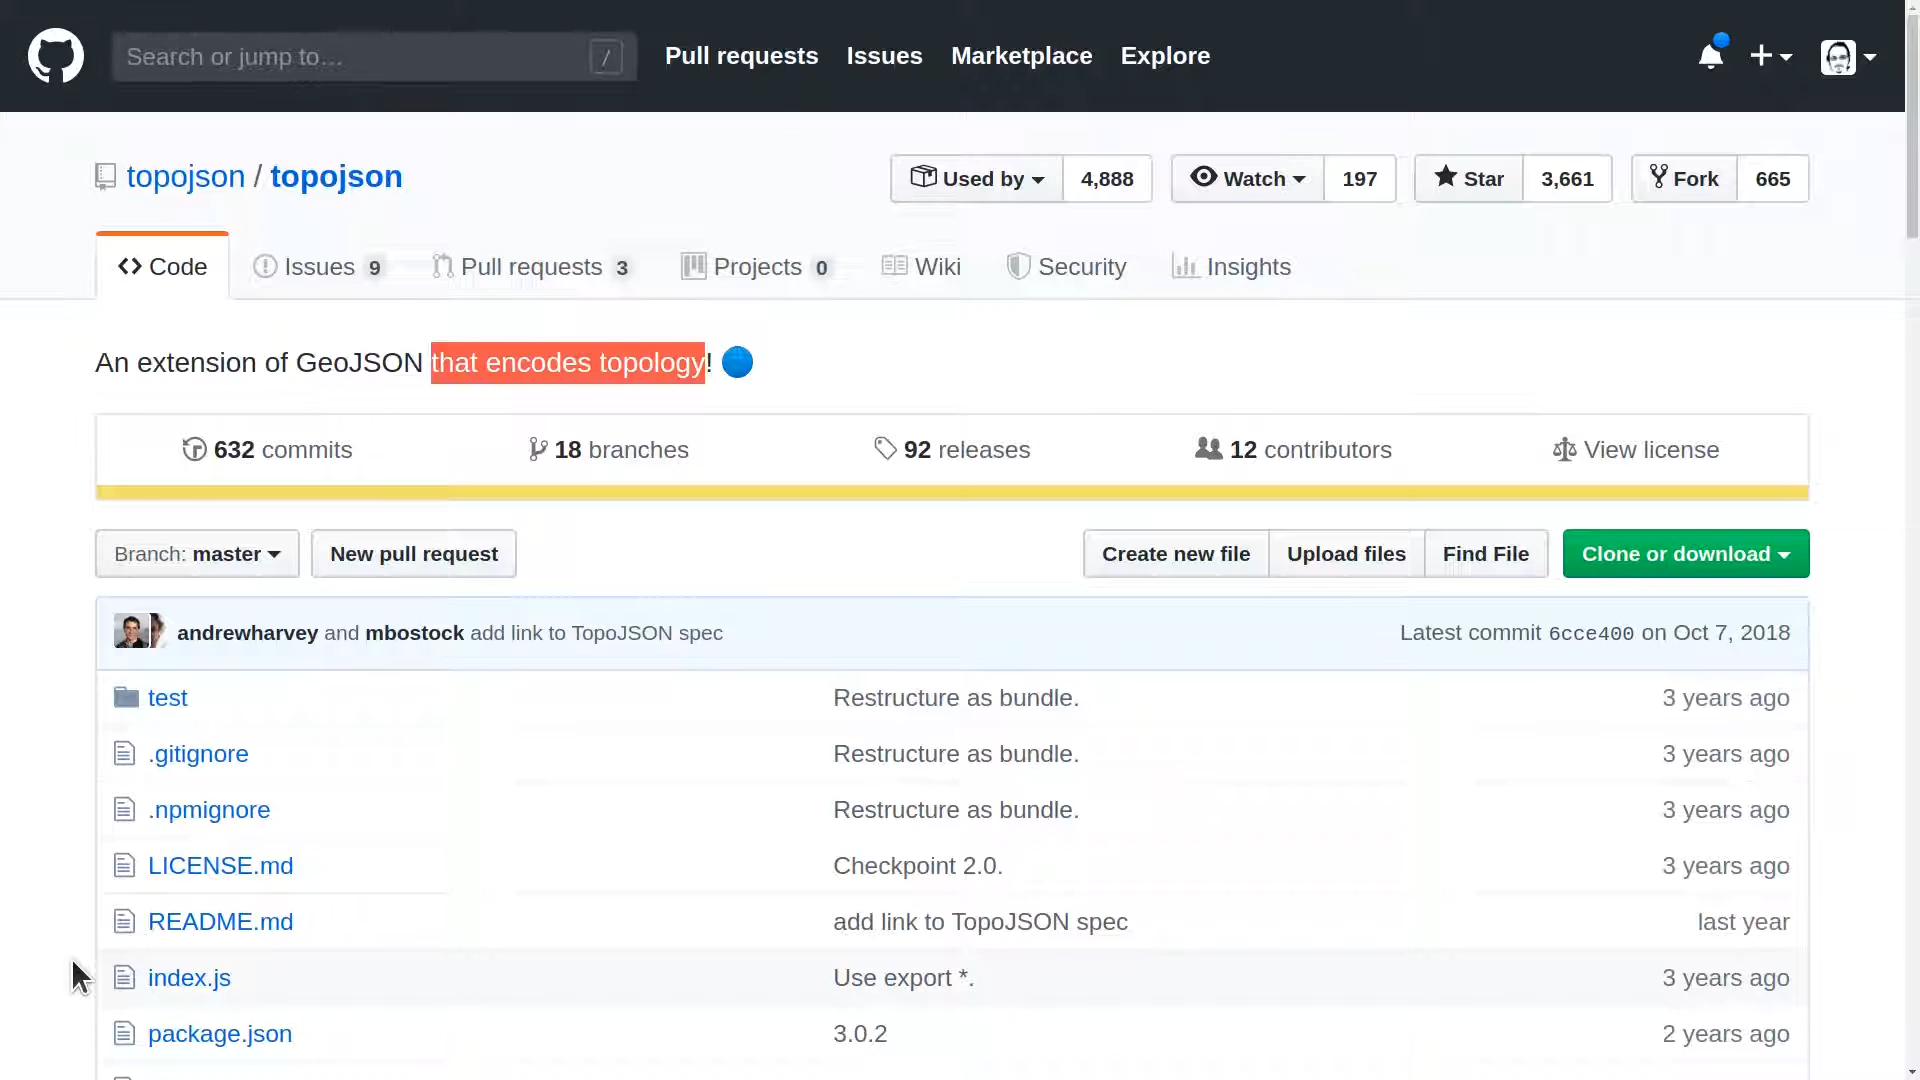 Search or jump to… /
Pull requests Issues Marketplace Explore
topojson / topojson
Used by 4,888 Watch 197 Star 3,661 Fork 665
Code Issues 9 Pull requests 3 Projects 0 Wiki Security Insights
An extension of GeoJSON that encodes topology!
632 commits 18 branches 92 releases 12 contributors View license
Branch: master New pull request Create new file Upload files Find File Clone or download
andrewharvey and mbostock add link to TopoJSON spec Latest commit 6cce400 on Oct 7, 2018
test Restructure as bundle. 3 years ago
.gitignore Restructure as bundle. 3 years ago
.npmignore Restructure as bundle. 3 years ago
LICENSE.md Checkpoint 2.0. 3 years ago
README.md add link to TopoJSON spec last year
index.js Use export *. 3 years ago
package.json 3.0.2 2 years ago